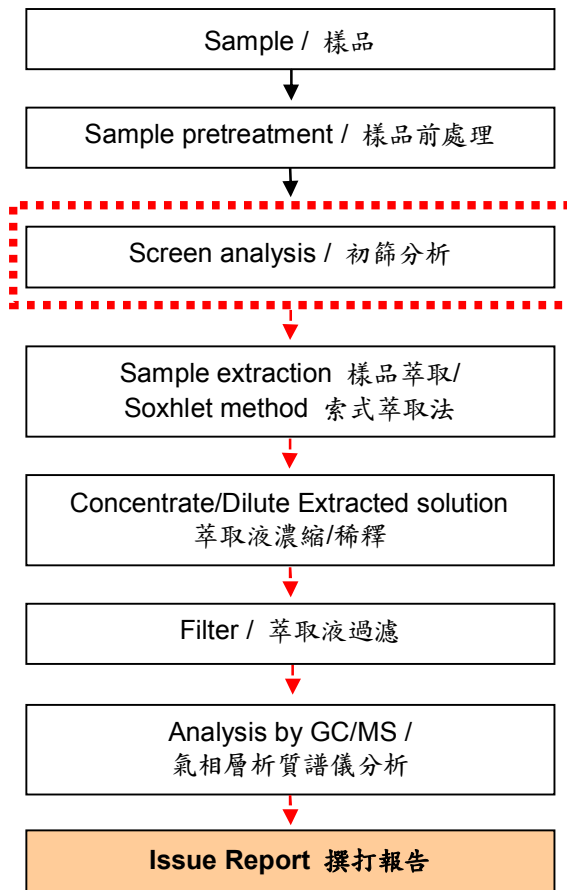 Sample / 樣品
Sample pretreatment / 樣品前處理
Screen analysis / 初篩分析
Sample extraction 樣品萃取/
Soxhlet method 索式萃取法
Concentrate/Dilute Extracted solution
萃取液濃縮/稀釋
Filter / 萃取液過濾
Analysis by GC/MS /
氣相層析質譜儀分析
Issue Report 撰打報告